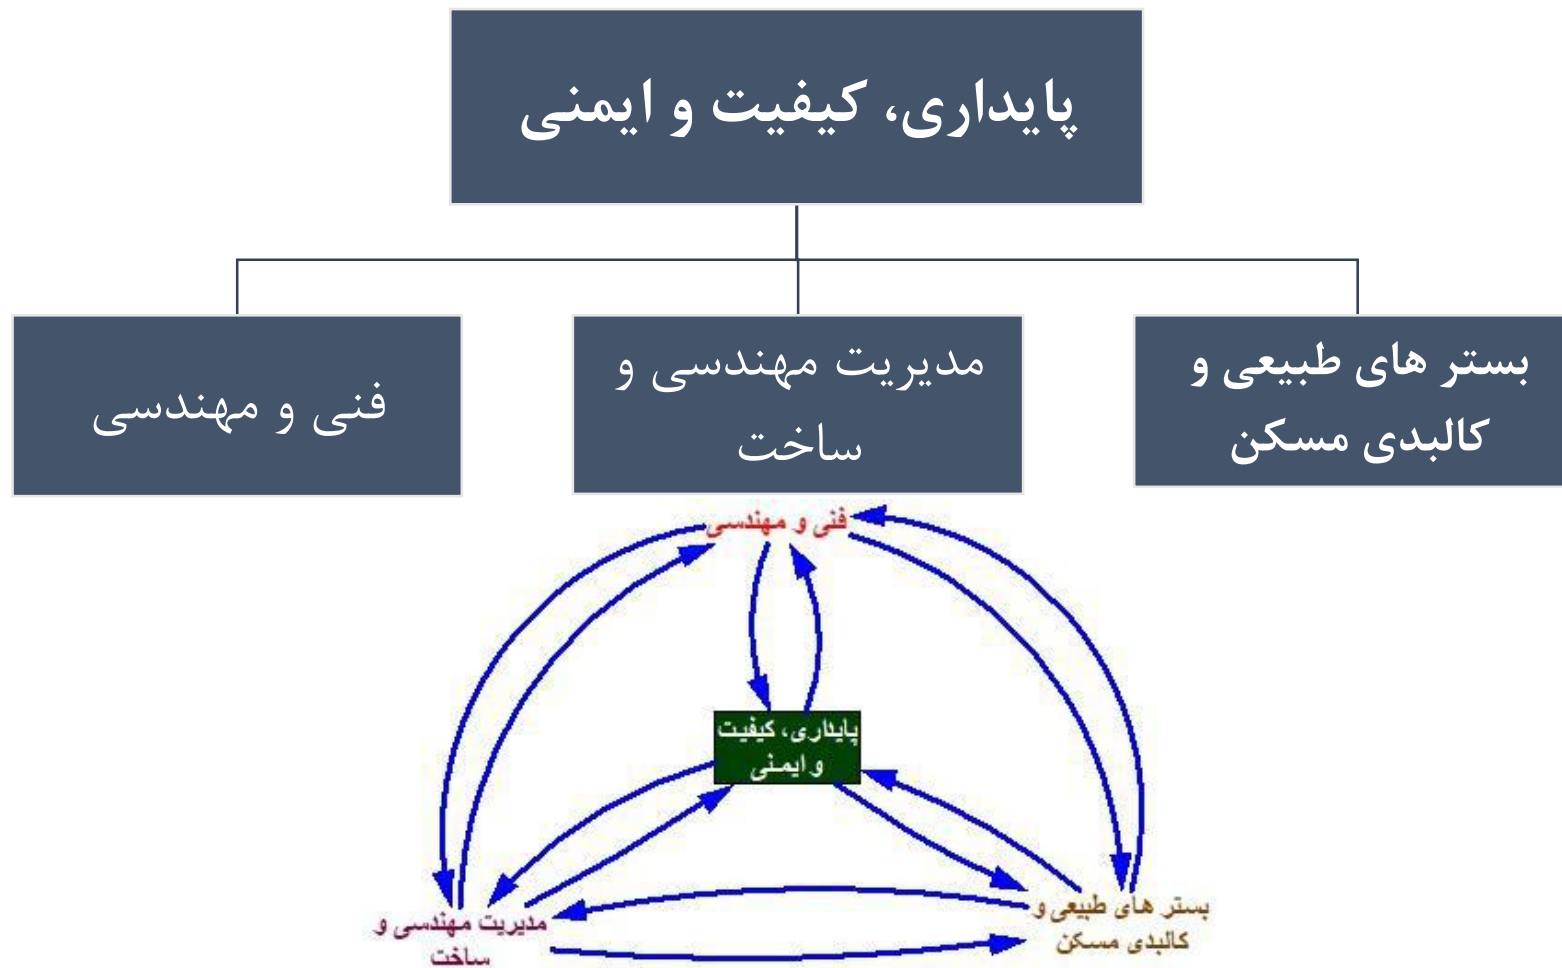 پایداری، کیفیت و ایمنی
بستر های طبیعی و
کالبدی مسکن
مدیریت مهندسی و
ساخت
فنی و مهندسی
فنی و مهندسی
پایداری، کیفیت
و ایمنی
بستر های طبیعی و
کالبدی مسکن
مدیریت مهندسی و
ساخت